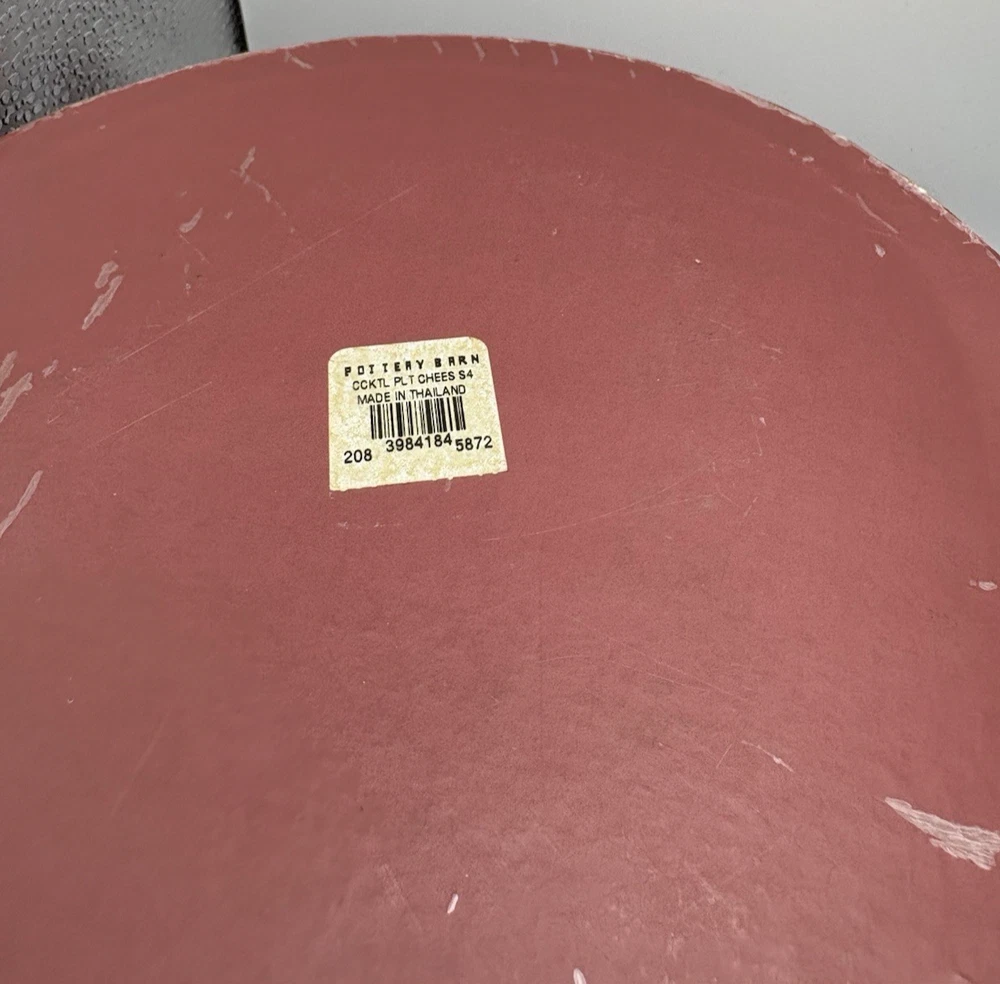 POTTERY BARN
CCKTL PLT CHEES S4
MADE IN THAILAND
208 3984184 5872